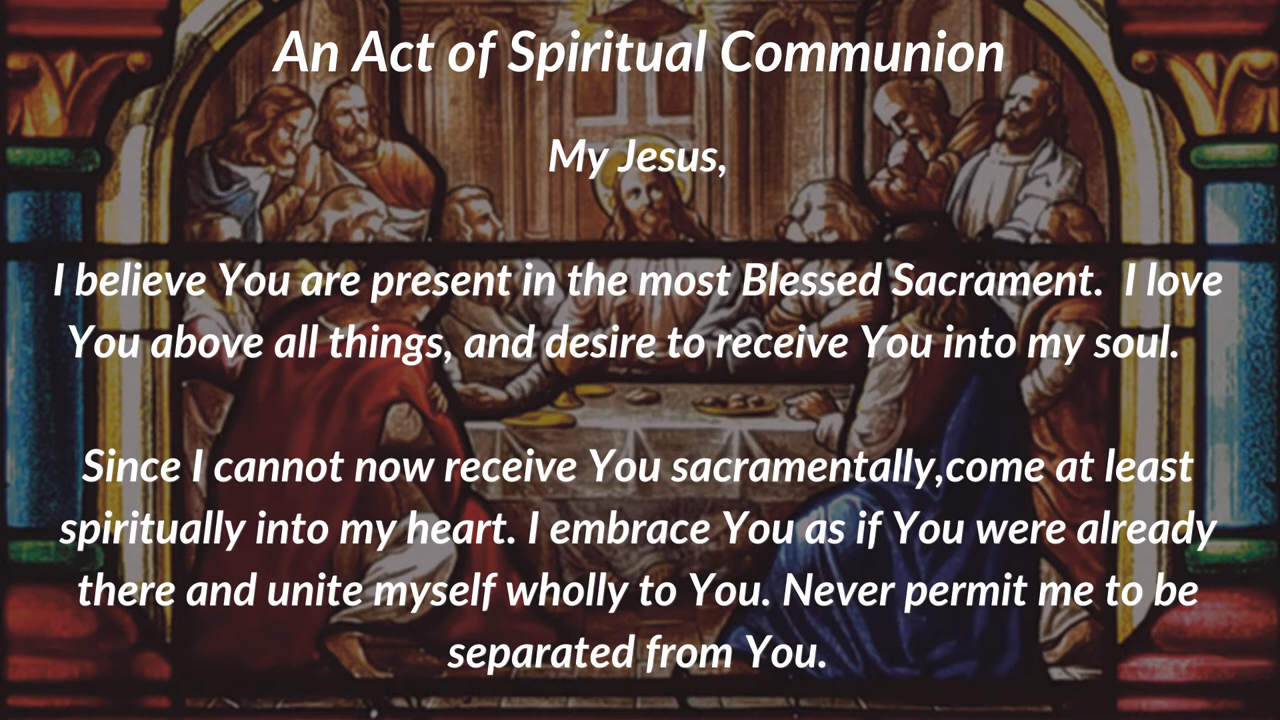 An Act of Spiritual Communion
My Jesus,
I believe You are present in the most Blessed Sacrament.  I love
You above all things, and desire to receive You into my soul.
Since I cannot now receive You sacramentally,come at least
spiritually into my heart. I embrace You as if You were already
there and unite myself wholly to You. Never permit me to be
separated from You.